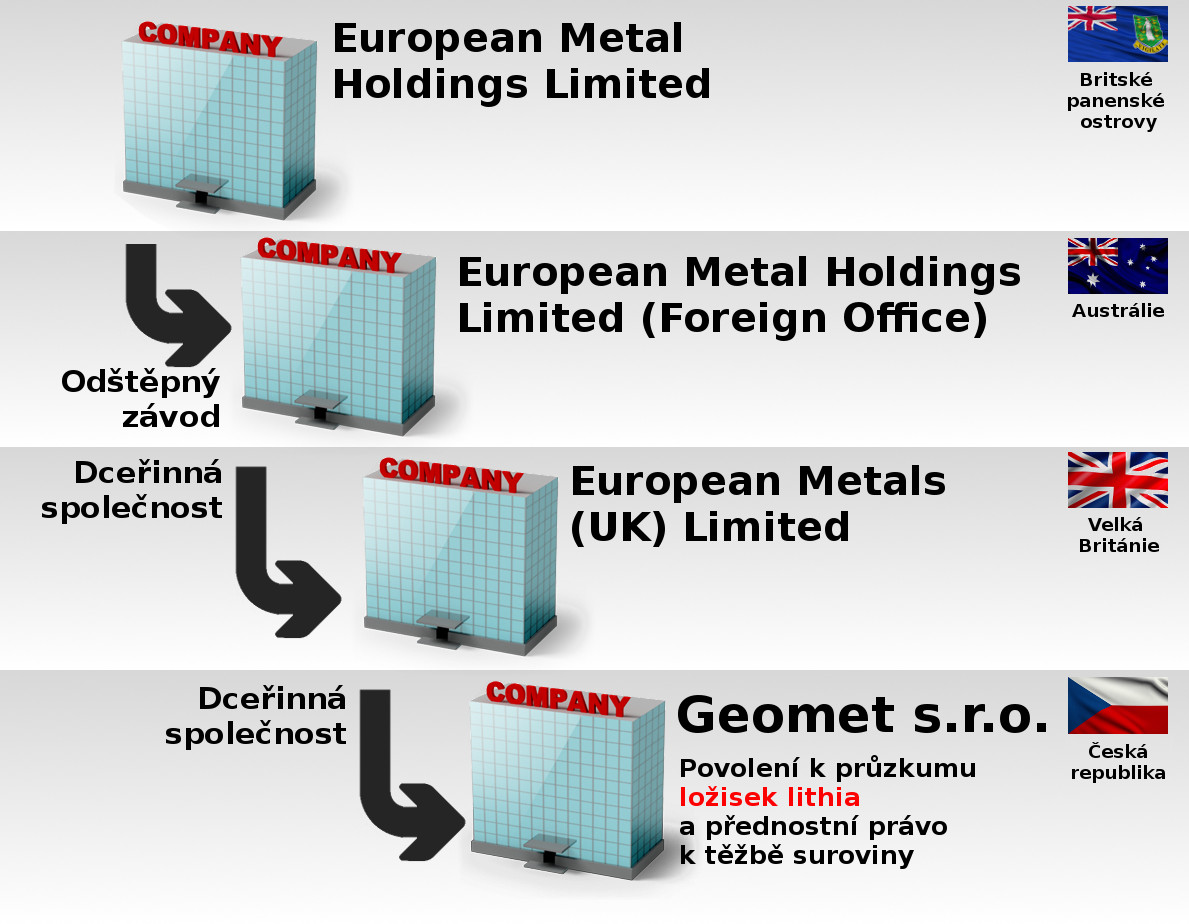 COMPANY
European Metal
Holdings Limited
Britské
panenské
ostrovy
COMPANY
European Metal Holdings
Limited (Foreign Office)
Austrálie
Odštěpný
závod
Dceřinná
společnost
COMPANY
European Metals
(UK) Limited
Velká
Británie
Dceřinná
společnost
COMPANY
Geomet s.r.o.
Povolení k průzkumu
ložisek lithia
a přednostní právo
k těžbě suroviny
Česká
republika